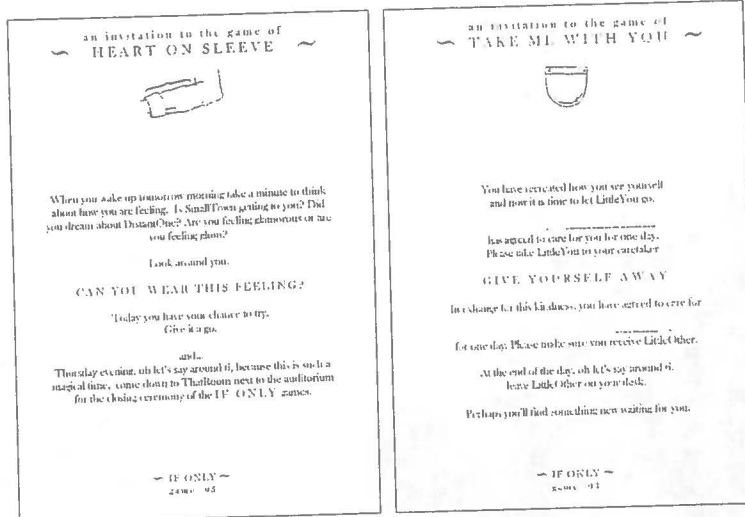 an invitation to the game of
~ HEART ON SLEEVE ~
When you wake up tomorrow morning take a minute to think
about how you are feeling. Is SmallTown getting to you? Did
you dream about DistantOne? Are you feeling glamorous or are
you feeling glum?
Look around you.
CAN YOU WEAR THIS FEELING?
Today you have your chance to try.
Give it a go.
and...
Thursday evening, oh let's say around 6, because this is such a
magical time, come down to ThatRoom next to the auditorium
for the closing ceremony of the IF ONLY games.
~ IF ONLY ~
game
an invitation to the game of
~ TAKE ME WITH YOU ~
You have recreated how you see yourself
and now it is time to let LittleYou go.
has agreed to care for you for one day.
Please take LittleYou to your caretaker
GIVE YOURSELF AWAY
In exchange for this kindness, you have agreed to care for
for one day. Please make sure you receive LittleOther.
At the end of the day, oh let's say around 6,
leave LittleOther on your desk.
Perhaps you'll find something new waiting for you.
~ IF ONLY ~
game